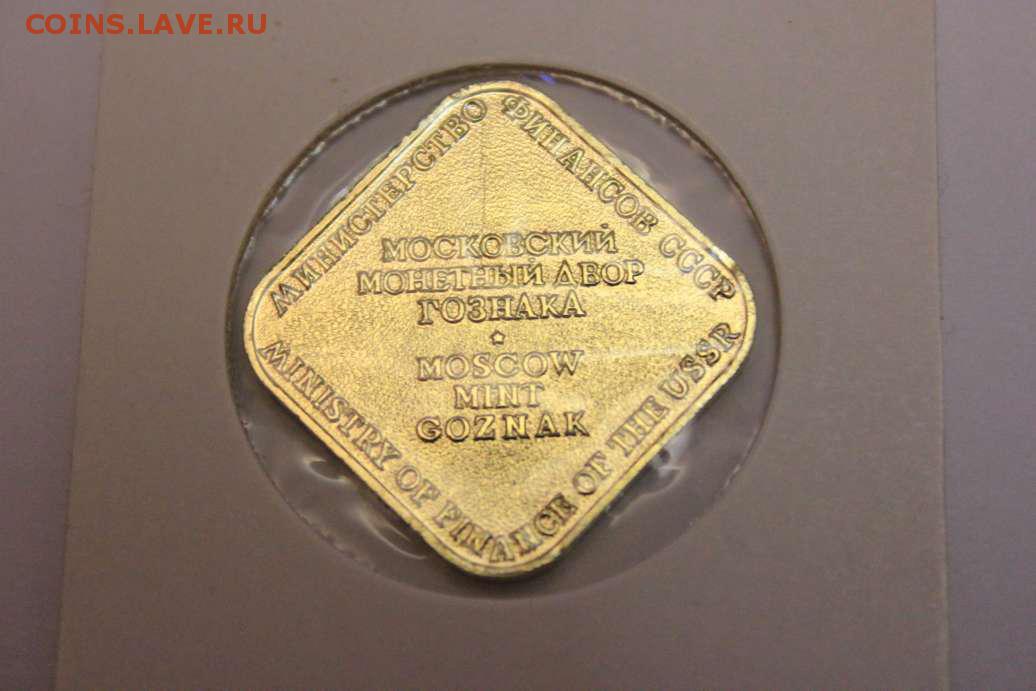 COINS.LAVE.RU
МИНИСТЕРСТВО ФИНАНСОВ СССР
МОСКОВСКИЙ
МОНЕТНЫЙ ДВОР
ГОЗНАКА
MOSCOW
MINT
GOZNAK
MINISTRY OF FINANCE OF THE USSR